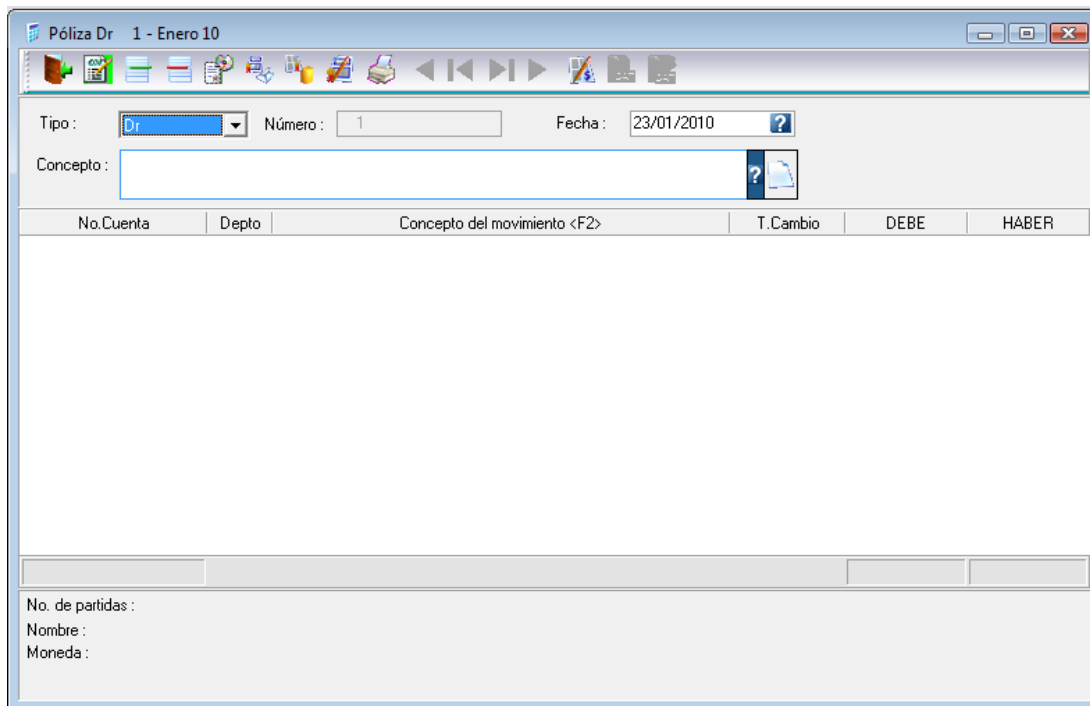 Póliza Dr 1 - Enero 10
Tipo : Dr Número : 1 Fecha : 23/01/2010 ?
Concepto : ?
No.Cuenta Depto Concepto del movimiento <F2> T.Cambio DEBE HABER
No. de partidas :
Nombre :
Moneda :